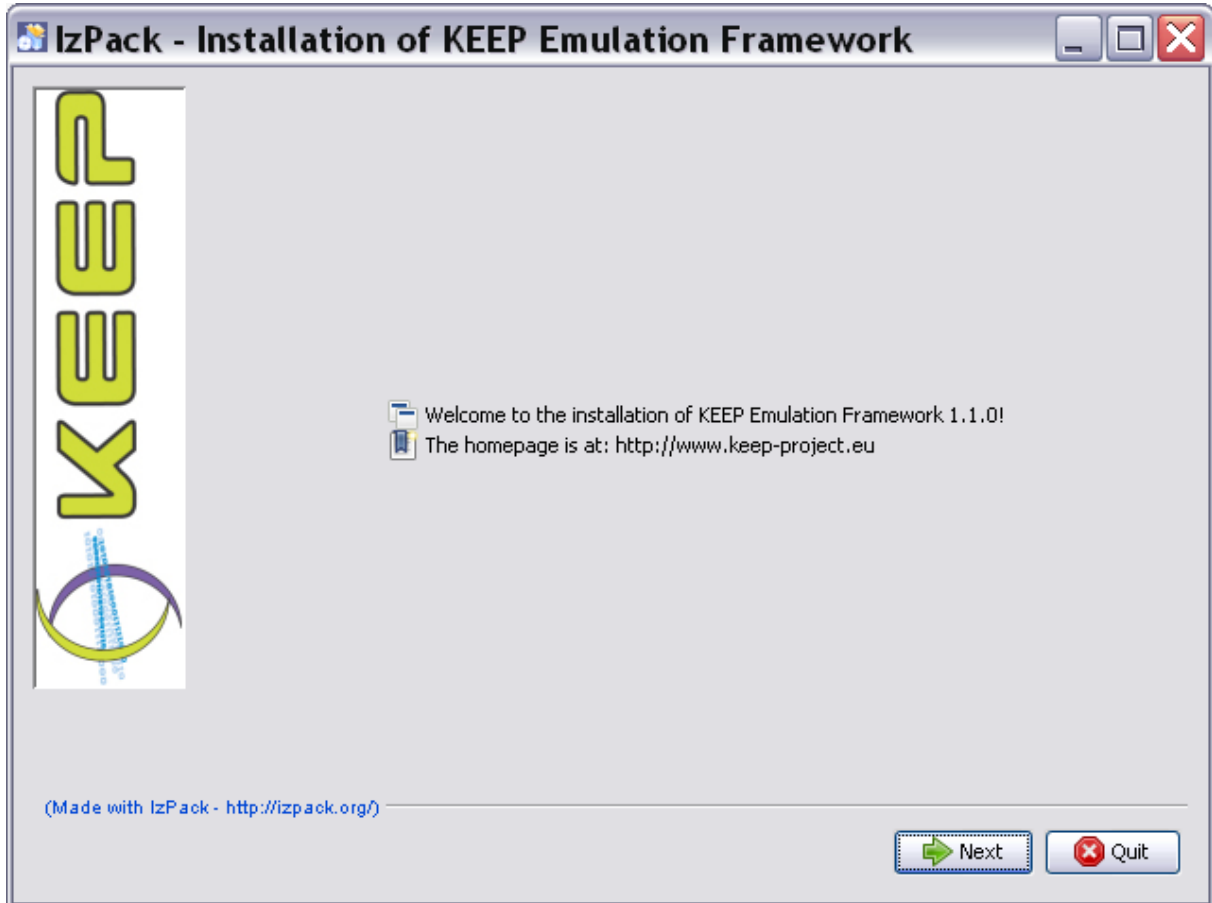 IzPack - Installation of KEEP Emulation Framework
KEEP
Welcome to the installation of KEEP Emulation Framework 1.1.0!
The homepage is at: http://www.keep-project.eu
(Made with IzPack - http://izpack.org/)
Next
Quit